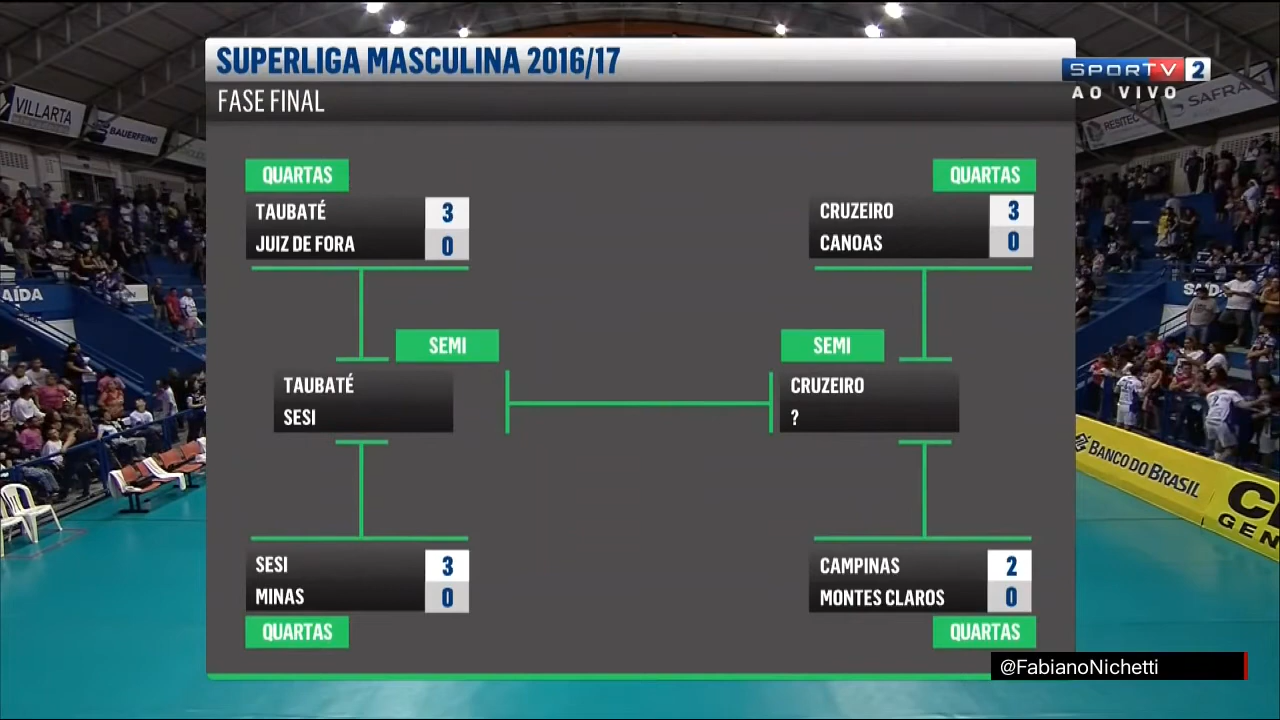 SUPERLIGA MASCULINA 2016/17
FASE FINAL
SPORTV 2
AO VIVO
VILLARTA
BAUERFEIND
RESITEC
SAFRA
QUARTAS
TAUBATÉ 3
JUIZ DE FORA 0
QUARTAS
CRUZEIRO 3
CANOAS 0
SEMI
TAUBATÉ
SESI
SEMI
CRUZEIRO
?
SESI 3
MINAS 0
QUARTAS
CAMPINAS 2
MONTES CLAROS 0
QUARTAS
BANCO DO BRASIL
@FabianoNichetti